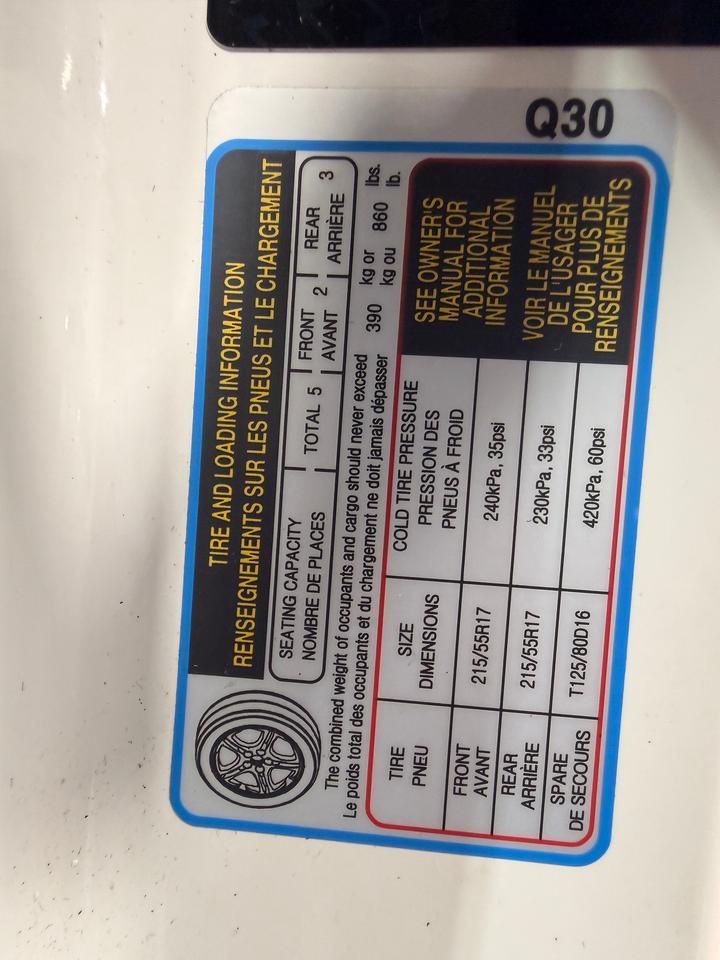 TIRE AND LOADING INFORMATION
RENSEIGNEMENTS SUR LES PNEUS ET LE CHARGEMENT
SEATING CAPACITY
NOMBRE DE PLACES
TOTAL 5
FRONT
AVANT 2
REAR
ARRIÈRE 3
The combined weight of occupants and cargo should never exceed 390 kg or 860 lbs.
Le poids total des occupants et du chargement ne doit jamais dépasser kg ou lb.
TIRE
PNEU
SIZE
DIMENSIONS
COLD TIRE PRESSURE
PRESSION DES
PNEUS À FROID
FRONT
AVANT
215/55R17
240kPa, 35psi
REAR
ARRIÈRE
215/55R17
230kPa, 33psi
SPARE
DE SECOURS
T125/80D16
420kPa, 60psi
SEE OWNER'S
MANUAL FOR
ADDITIONAL
INFORMATION
VOIR LE MANUEL
DE L'USAGER
POUR PLUS DE
RENSEIGNEMENTS
Q30